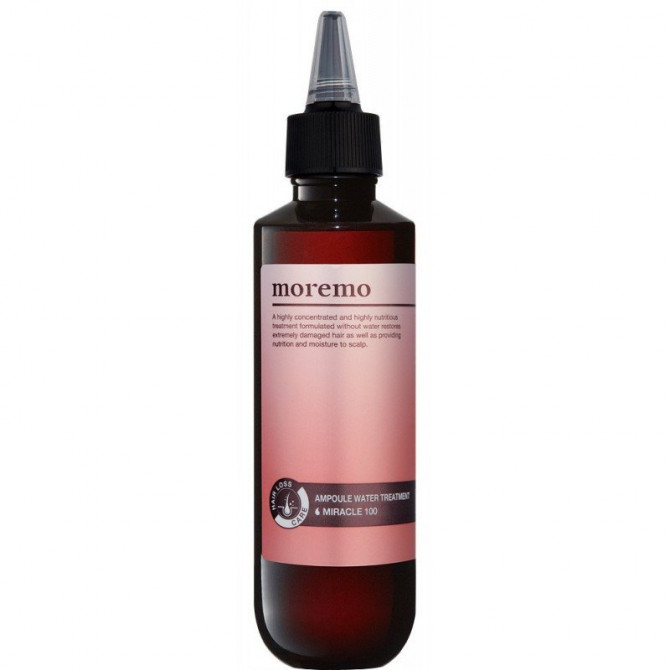 moremo
A highly concentrated and highly nutritious
treatment formulated without water restores
extremely damaged hair as well as providing
nutrition and moisture to scalp.
HAIR LOSS
CARE
AMPOULE WATER TREATMENT
MIRACLE 100